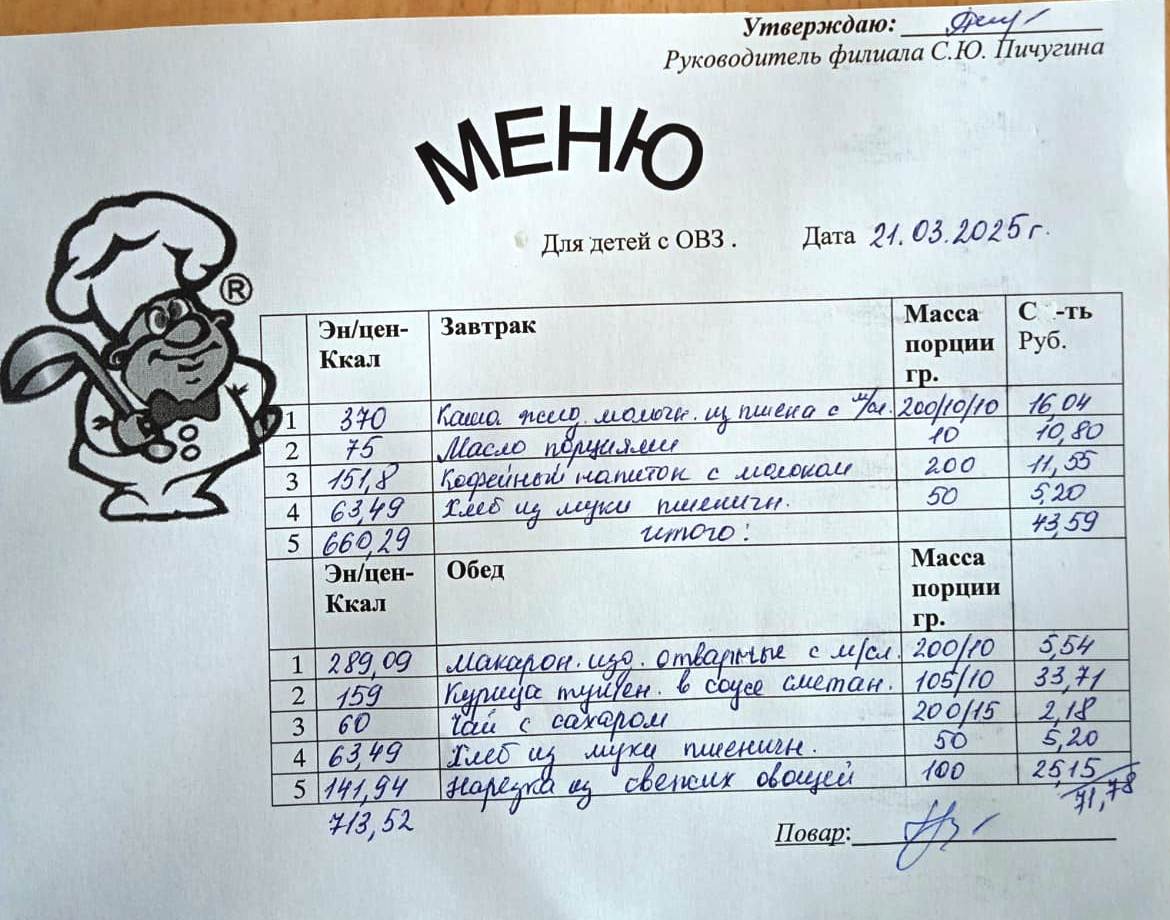 Утверждаю:
Руководитель филиала С.Ю. Пичугина
МЕНЮ
Для детей с ОВЗ . Дата 21.03.2025г.
®
Эн/цен-Ккал Завтрак Масса порции гр. С -ть Руб.
1 370 Каша жид. молочн. из пшена с м/сл. 200/10/10 16,04
2 75 Масло порциями 10 10,80
3 151,8 Кофейный напиток с молоком 200 11,55
4 63,49 Хлеб из муки пшеничн. 50 5,20
5 660,29 итого: 43,59
Эн/цен-Ккал Обед Масса порции гр.
1 289,09 Макарон. изд. отварные с м/сл. 200/10 5,54
2 159 Курица тушен. в соусе сметан. 105/10 33,71
3 60 Чай с сахаром 200/15 2,18
4 63,49 Хлеб из муки пшеничн. 50 5,20
5 141,94 Нарезка из свежих овощей 100 25,15
713,52 71,78
Повар: